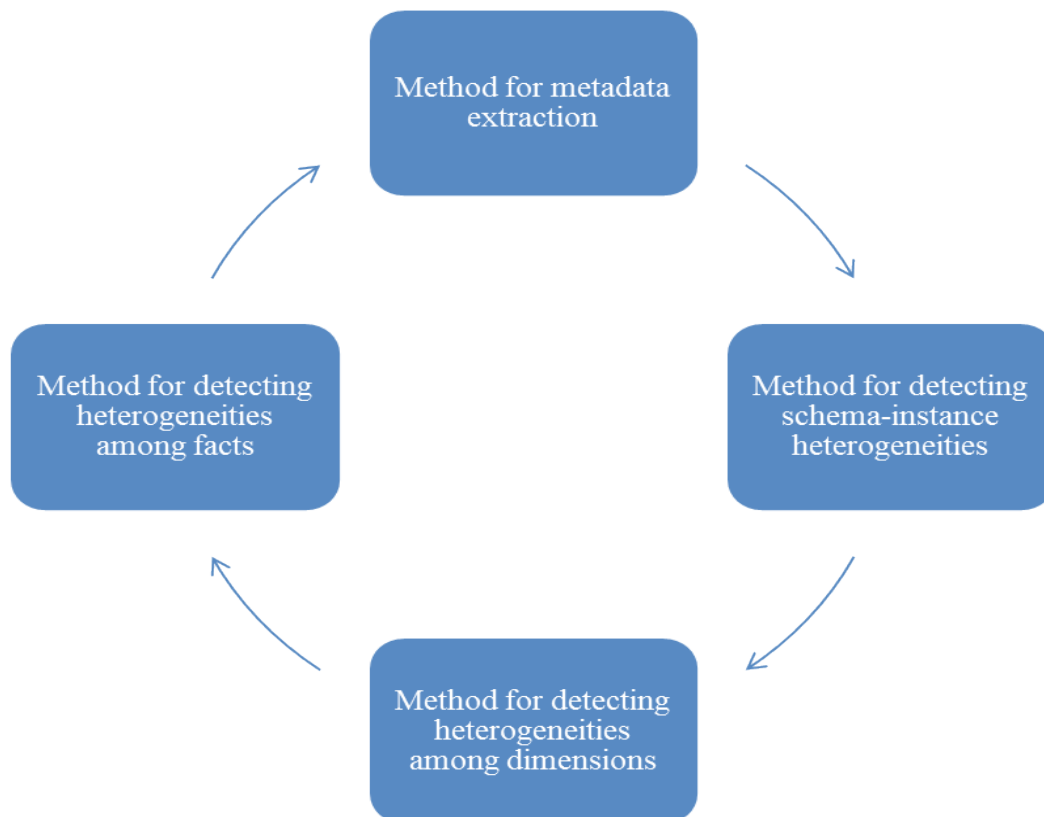 Method for metadata
extraction
Method for detecting
schema-instance
heterogeneities
Method for detecting
heterogeneities
among dimensions
Method for detecting
heterogeneities
among facts